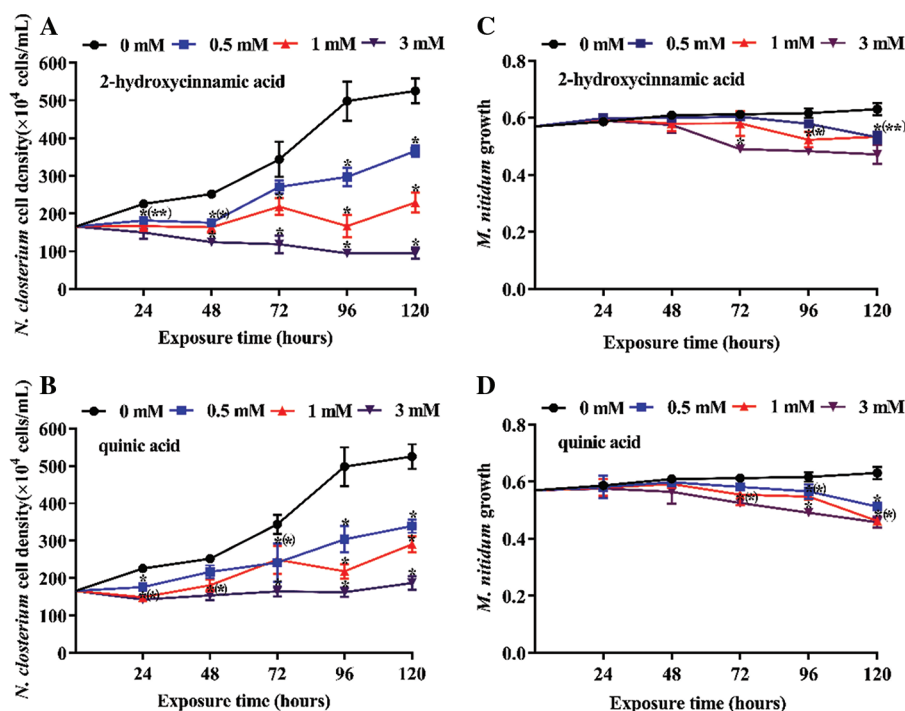 A
0 mM 0.5 mM 1 mM 3 mM
2-hydroxycinnamic acid
N. closterium cell density(×10⁴ cells/mL)
600
500
400
300
200
100
0
*(**)
*(*)
*
*
*
*
*
*
*
*
*
*
24 48 72 96 120
Exposure time (hours)
B
0 mM 0.5 mM 1 mM 3 mM
quinic acid
N. closterium cell density(×10⁴ cells/mL)
600
500
400
300
200
100
0
*
*(*)
*(*)
*(*)
*
*
*
*
*
*
24 48 72 96 120
Exposure time (hours)
C
0 mM 0.5 mM 1 mM 3 mM
2-hydroxycinnamic acid
M. nitidum growth
0.8
0.6
0.4
0.2
0.0
*
*(*)
*(**)
24 48 72 96 120
Exposure time (hours)
D
0 mM 0.5 mM 1 mM 3 mM
quinic acid
M. nitidum growth
0.8
0.6
0.4
0.2
0.0
*(*)
*(*)
*
*
*(*)
24 48 72 96 120
Exposure time (hours)